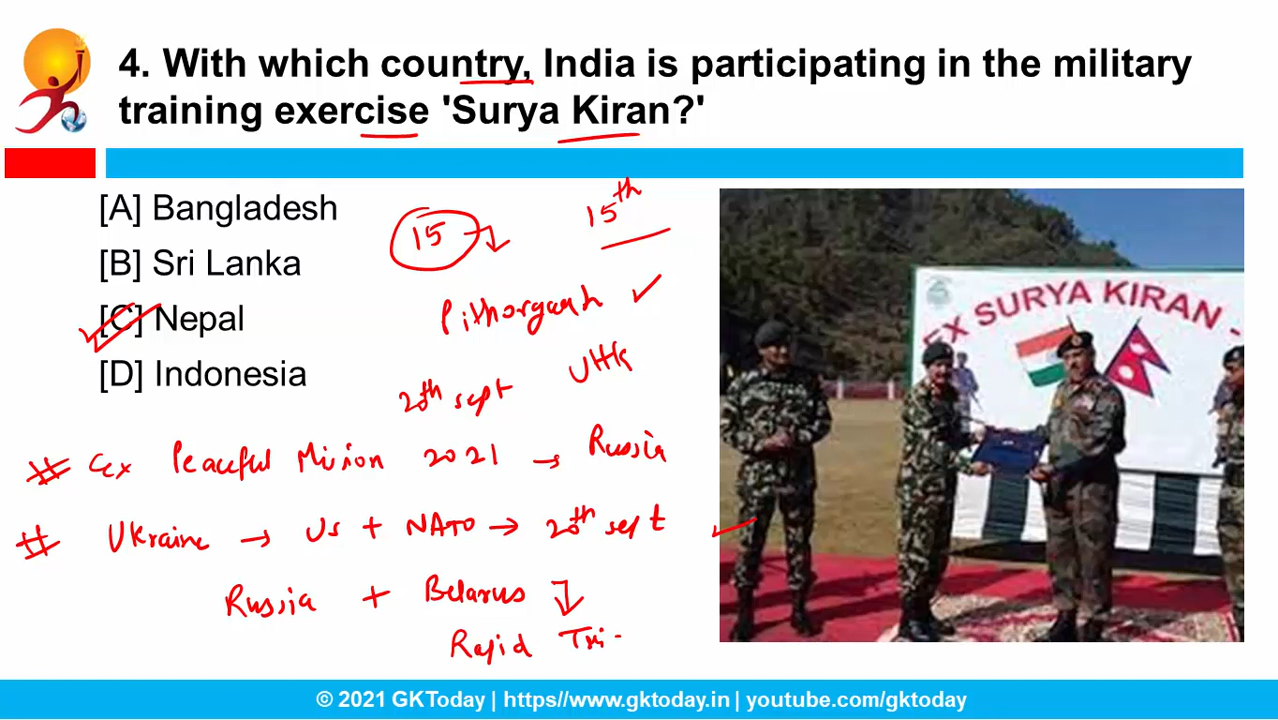 4. With which country, India is participating in the military
training exercise 'Surya Kiran?'
[A] Bangladesh
[B] Sri Lanka
[C] Nepal
[D] Indonesia
15
15th
Pithorgarh
UHK
20th sept
# Ex Peaceful Mission 2021 → Russia
# Ukraine → US + NATO → 20th sept
Russia + Belarus
Rapid Tri-
EX SURYA KIRAN -
© 2021 GKToday | https//www.gktoday.in | youtube.com/gktoday